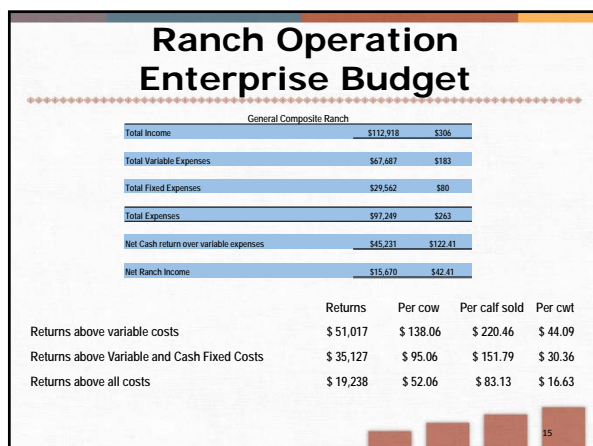 Ranch Operation
Enterprise Budget
General Composite Ranch
Total Income $112,918 $306
Total Variable Expenses $67,687 $183
Total Fixed Expenses $29,562 $80
Total Expenses $97,249 $263
Net Cash return over variable expenses $45,231 $122.41
Net Ranch Income $15,670 $42.41
Returns Per cow Per calf sold Per cwt
Returns above variable costs $ 51,017 $ 138.06 $ 220.46 $ 44.09
Returns above Variable and Cash Fixed Costs $ 35,127 $ 95.06 $ 151.79 $ 30.36
Returns above all costs $ 19,238 $ 52.06 $ 83.13 $ 16.63
15